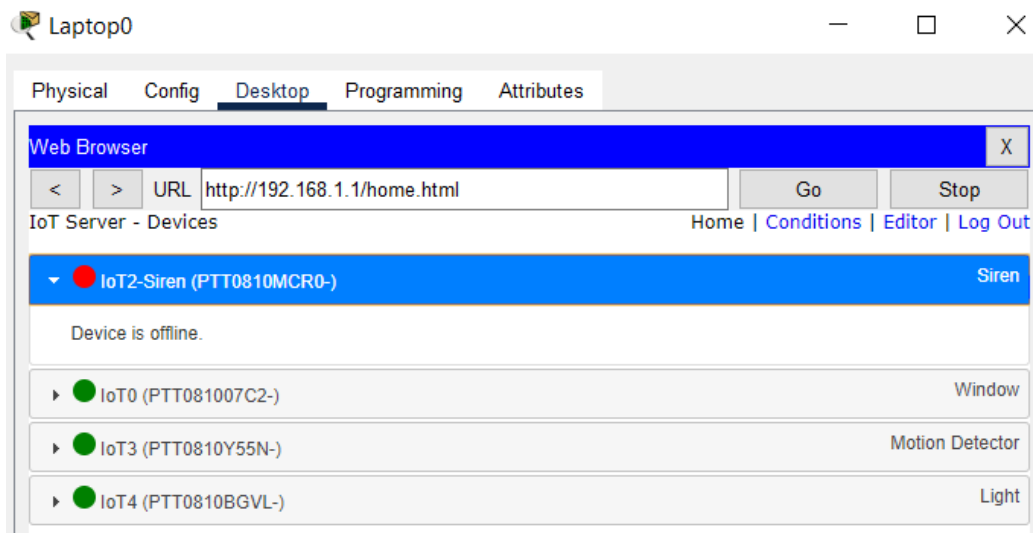 Laptop0
Physical Config Desktop Programming Attributes
Web Browser X
< > URL http://192.168.1.1/home.html Go Stop
IoT Server - Devices Home | Conditions | Editor | Log Out
IoT2-Siren (PTT0810MCR0-) Siren
Device is offline.
IoT0 (PTT081007C2-) Window
IoT3 (PTT0810Y55N-) Motion Detector
IoT4 (PTT0810BGVL-) Light